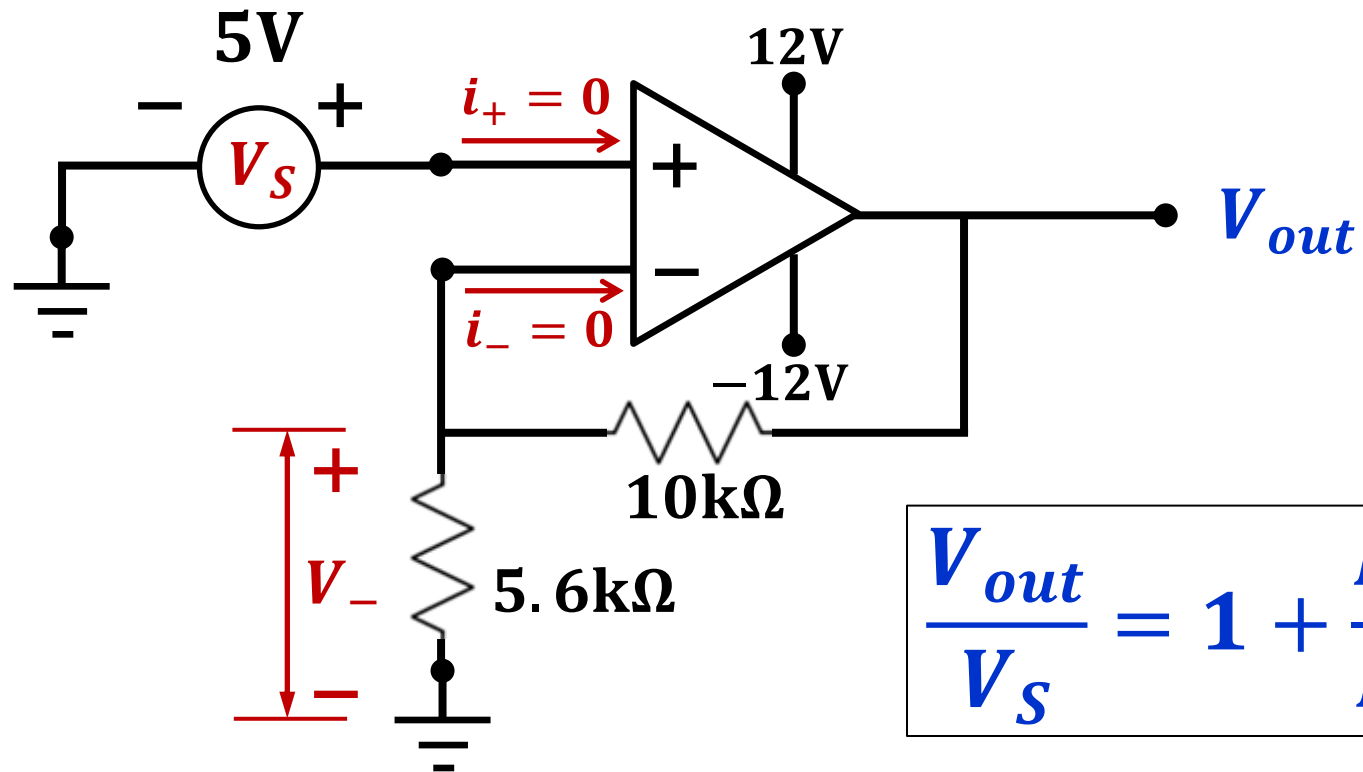 5V
12V
− +
i₊ = 0
V_S
+
−
V_out
i₋ = 0
−12V
+
10kΩ
V₋
5.6kΩ
−
V_out / V_S = 1 +